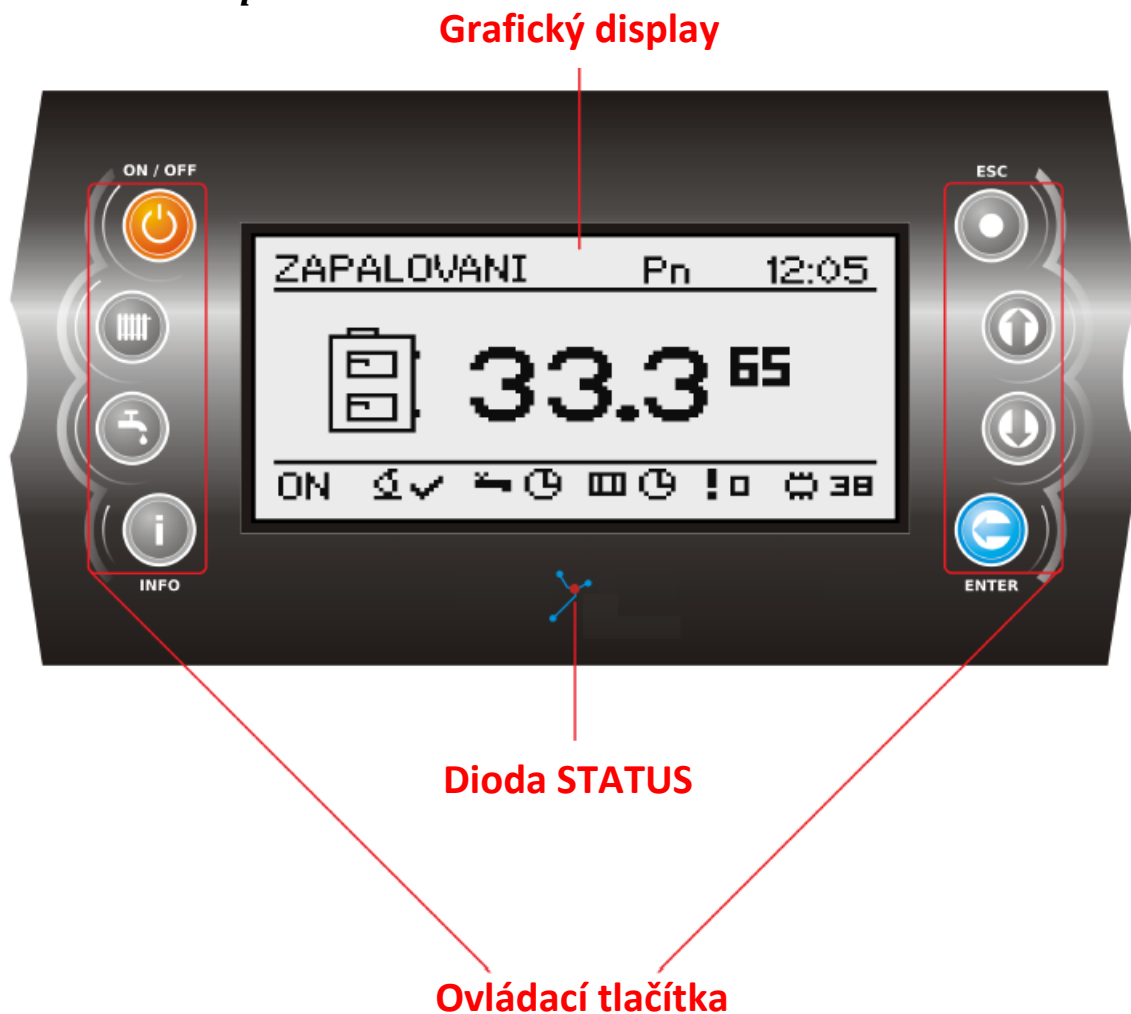 Grafický display
ON / OFF
ESC
ZAPALOVANI Pn 12:05
33.3 65
ON ! 0 38
i
INFO
ENTER
Dioda STATUS
Ovládací tlačítka